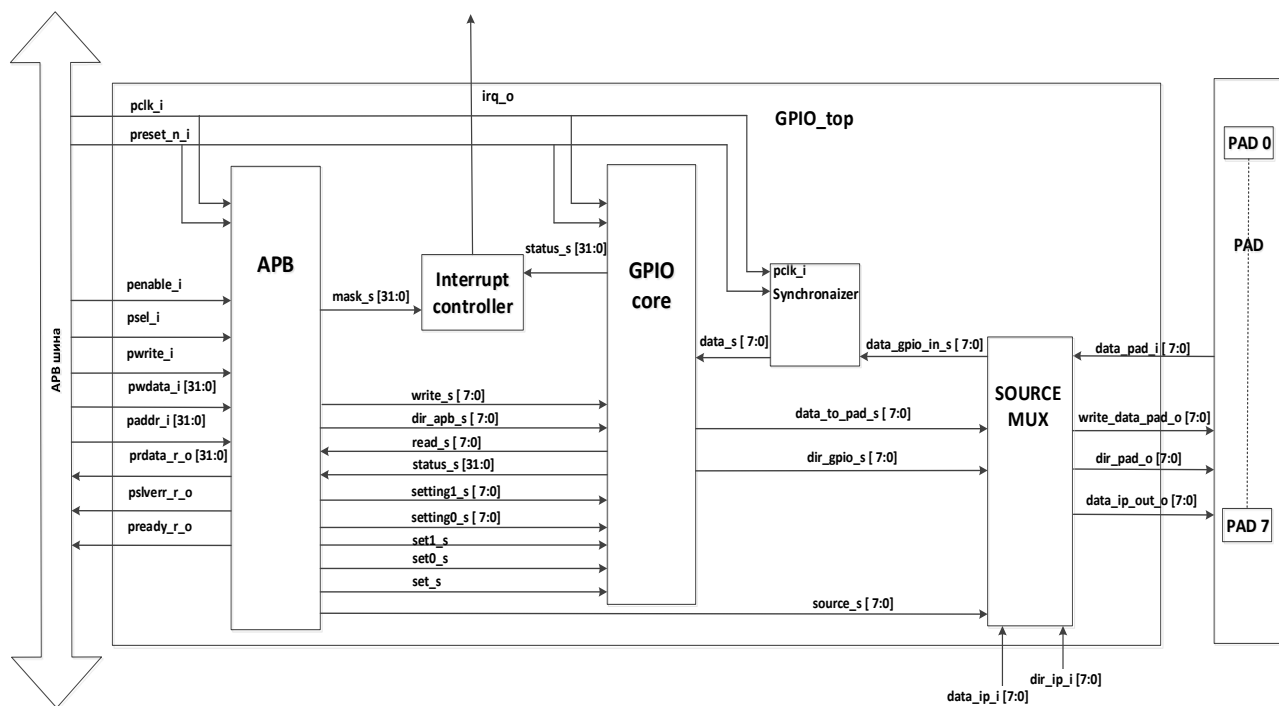 pclk_i
irq_o
GPIO_top
preset_n_i
PAD 0
APB
status_s [31:0]
GPIO
core
PAD
pclk_i
Synchronaizer
Interrupt
controller
penable_i
mask_s [31:0]
psel_i
data_s [ 7:0]
data_gpio_in_s [ 7:0]
data_pad_i [ 7:0]
pwrite_i
APB шина
pwdata_i [31:0]
write_s [ 7:0]
SOURCE
MUX
paddr_i [31:0]
dir_apb_s [ 7:0]
data_to_pad_s [ 7:0]
write_data_pad_o [7:0]
prdata_r_o [31:0]
read_s [ 7:0]
status_s [31:0]
dir_gpio_s [ 7:0]
dir_pad_o [7:0]
pslverr_r_o
setting1_s [ 7:0]
data_ip_out_o [7:0]
pready_r_o
setting0_s [ 7:0]
PAD 7
set1_s
set0_s
set_s
source_s [ 7:0]
dir_ip_i [7:0]
data_ip_i [7:0]